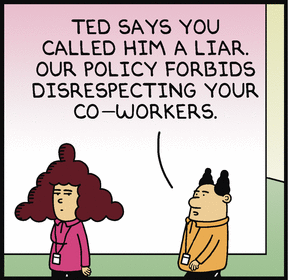 TED SAYS YOU
CALLED HIM A LIAR.
OUR POLICY FORBIDS
DISRESPECTING YOUR
CO-WORKERS.